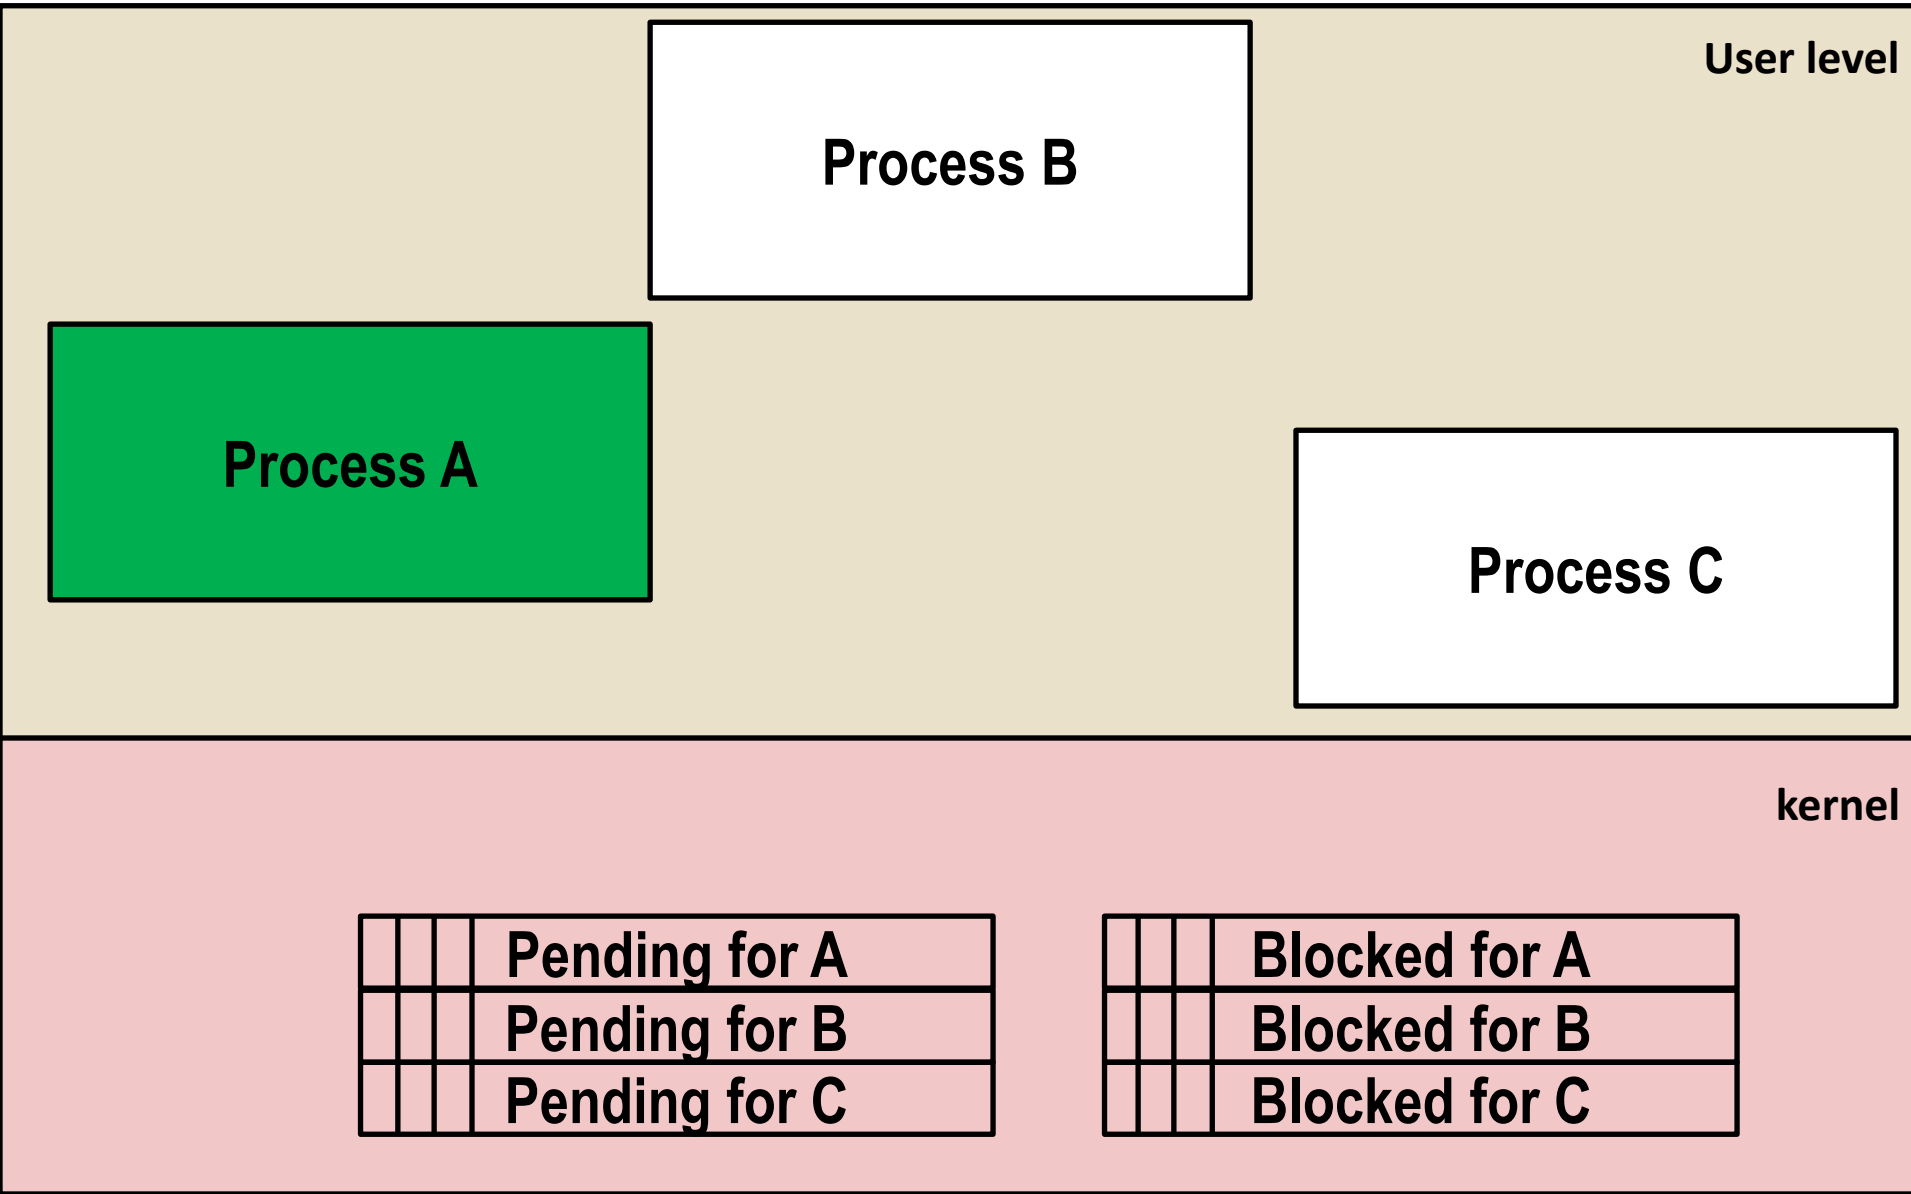 User level
Process B
Process A
Process C
kernel
Pending for A
Blocked for A
Pending for B
Blocked for B
Pending for C
Blocked for C